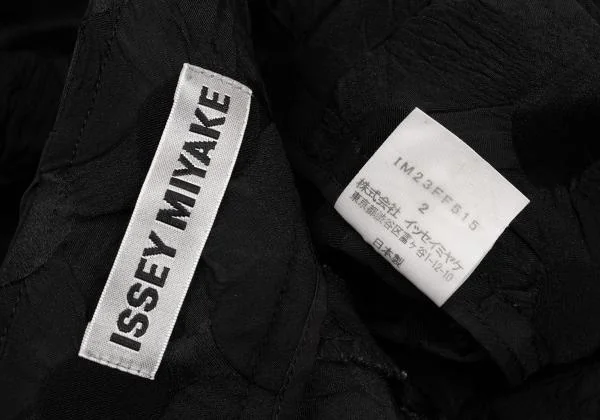 ISSEY MIYAKE
IM23FF515
2
株式会社 イッセイミヤケ
東京都渋谷区富ヶ谷1-12-10
日本製